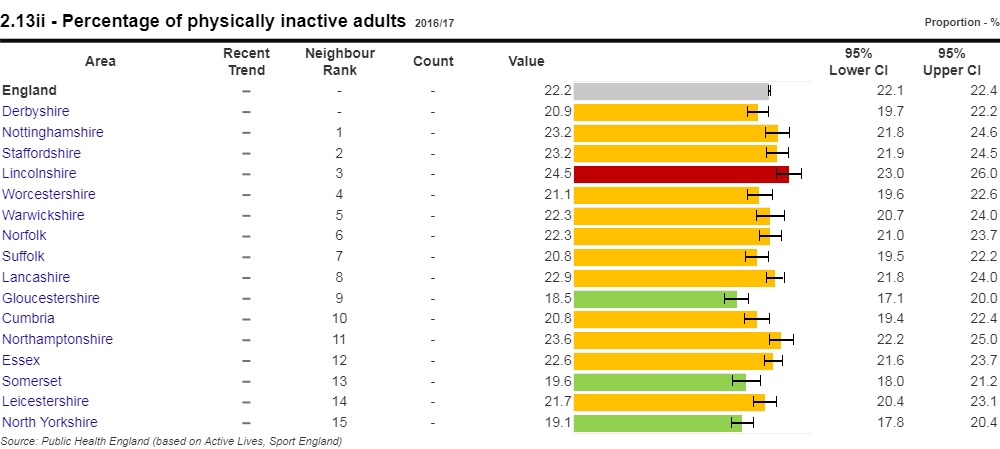 2.13ii - Percentage of physically inactive adults 2016/17 Proportion - %
Area Recent Trend Neighbour Rank Count Value 95% Lower CI 95% Upper CI
England – - - 22.2 22.1 22.4
Derbyshire – - - 20.9 19.7 22.2
Nottinghamshire – 1 - 23.2 21.8 24.6
Staffordshire – 2 - 23.2 21.9 24.5
Lincolnshire – 3 - 24.5 23.0 26.0
Worcestershire – 4 - 21.1 19.6 22.6
Warwickshire – 5 - 22.3 20.7 24.0
Norfolk – 6 - 22.3 21.0 23.7
Suffolk – 7 - 20.8 19.5 22.2
Lancashire – 8 - 22.9 21.8 24.0
Gloucestershire – 9 - 18.5 17.1 20.0
Cumbria – 10 - 20.8 19.4 22.4
Northamptonshire – 11 - 23.6 22.2 25.0
Essex – 12 - 22.6 21.6 23.7
Somerset – 13 - 19.6 18.0 21.2
Leicestershire – 14 - 21.7 20.4 23.1
North Yorkshire – 15 - 19.1 17.8 20.4
Source: Public Health England (based on Active Lives, Sport England)